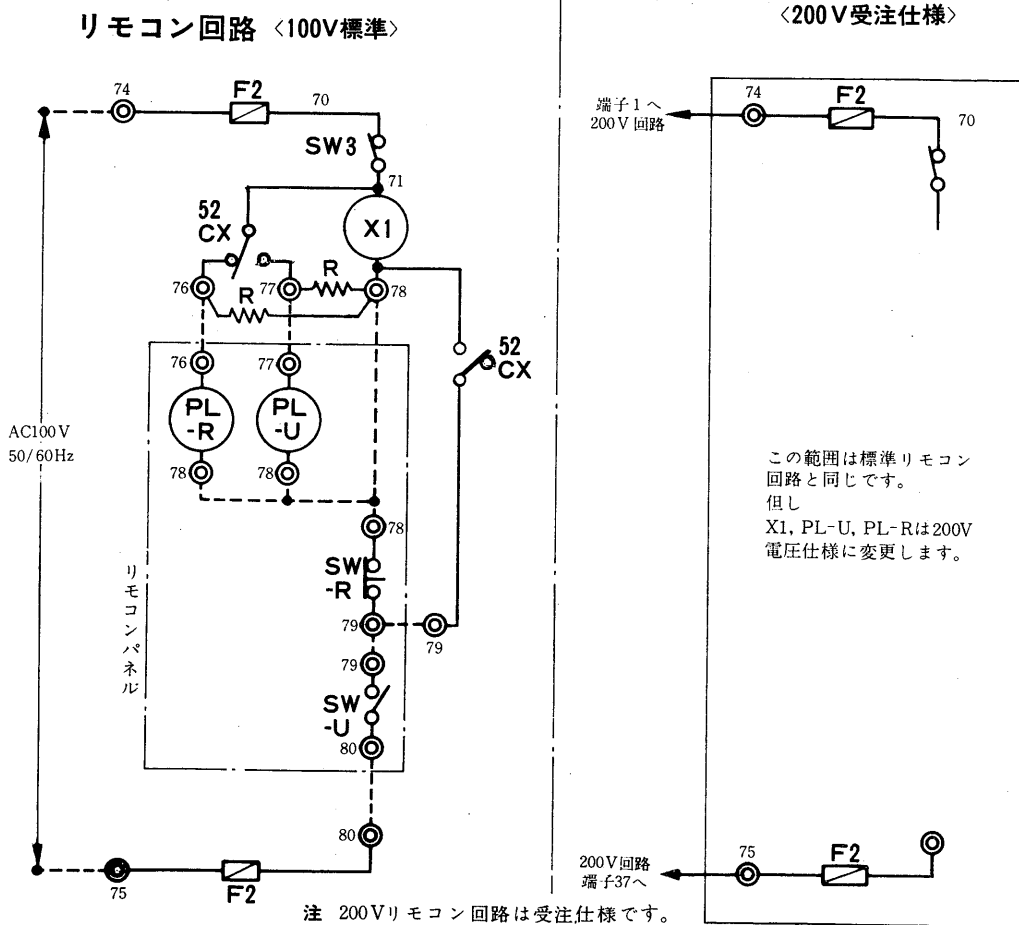 リモコン回路 〈100V標準〉
〈200V受注仕様〉
74
F2
70
SW3
71
52
CX
X1
R
76
77
78
R
52
CX
76
77
PL
-R
PL
-U
78
78
AC100V
50/60Hz
78
SW
-R
リモコンパネル
79
79
79
SW
-U
80
80
75
F2
端子1へ
200V回路
74
F2
70
この範囲は標準リモコン
回路と同じです。
但し
X1, PL-U, PL-Rは200V
電圧仕様に変更します。
200V回路
端子37へ
75
F2
注 200Vリモコン回路は受注仕様です。